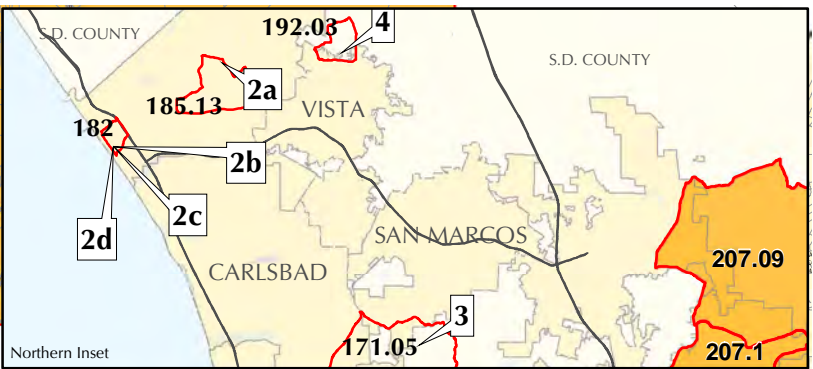 192.03
4
S.D. COUNTY
S.D. COUNTY
2a
185.13
VISTA
182
2b
2c
2d
SAN MARCOS
207.09
CARLSBAD
3
171.05
207.1
Northern Inset